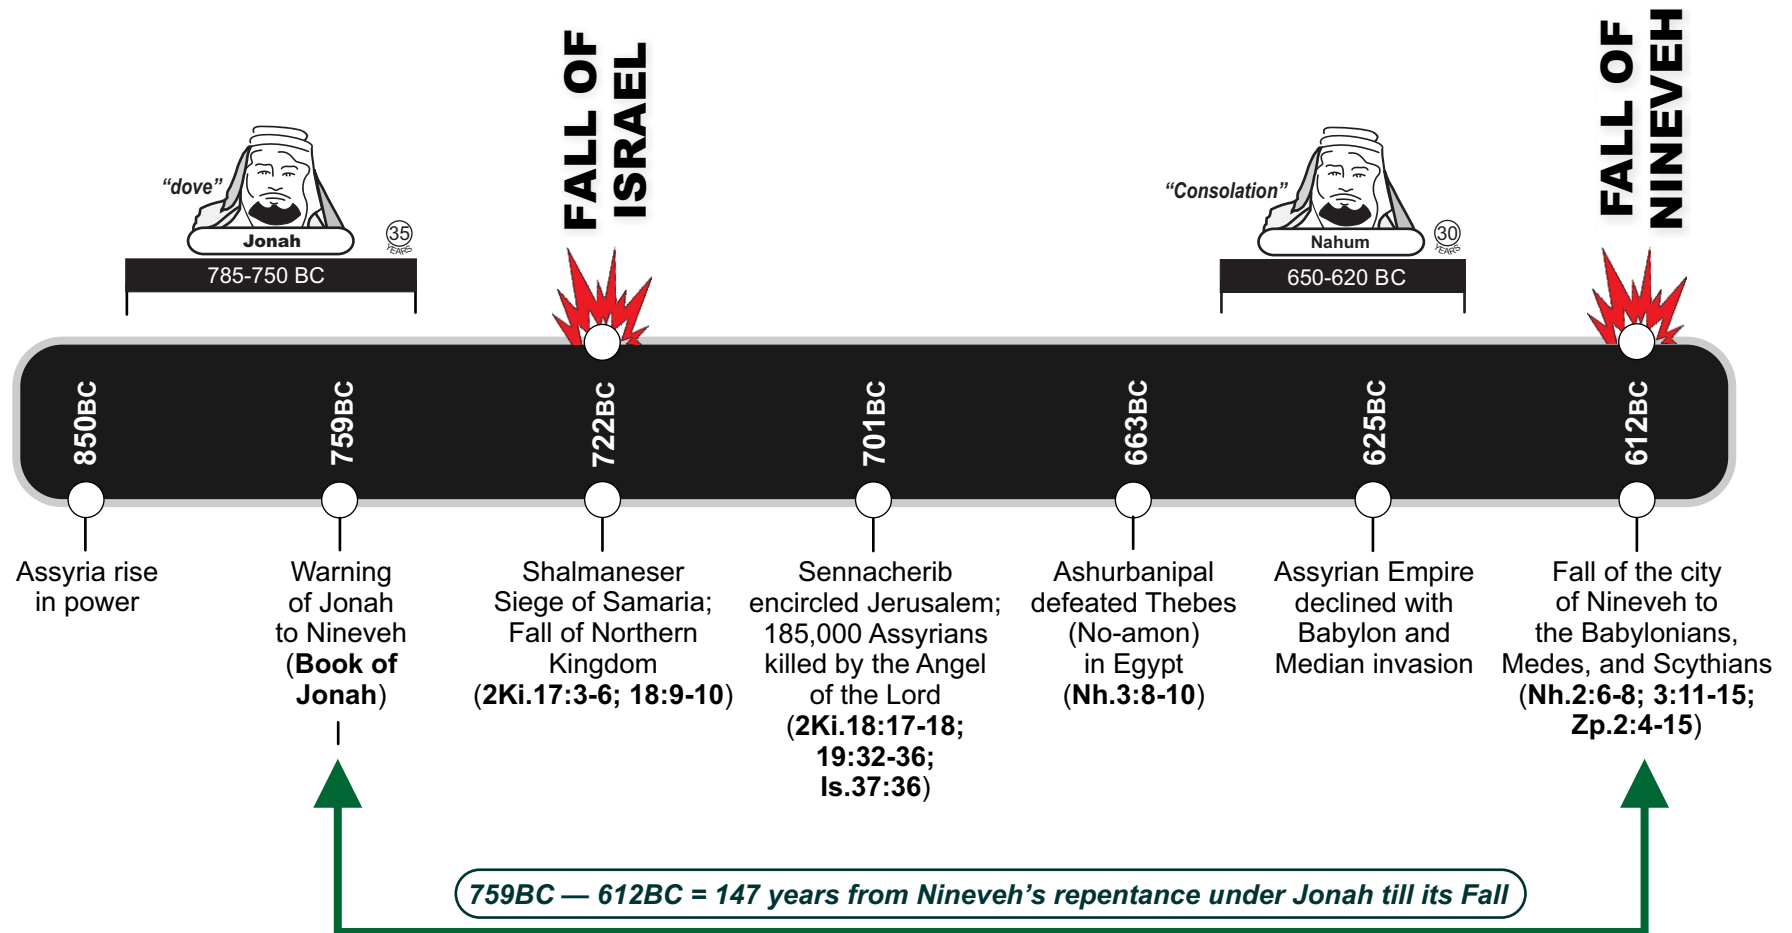 FALL OF
ISRAEL
FALL OF
NINEVEH
“dove”
Jonah
35
YEARS
785-750 BC
“Consolation”
Nahum
30
YEARS
650-620 BC
850BC
759BC
722BC
701BC
663BC
625BC
612BC
Assyria rise
in power
Warning
of Jonah
to Nineveh
(Book of
Jonah)
Shalmaneser
Siege of Samaria;
Fall of Northern
Kingdom
(2Ki.17:3-6; 18:9-10)
Sennacherib
encircled Jerusalem;
185,000 Assyrians
killed by the Angel
of the Lord
(2Ki.18:17-18;
19:32-36;
Is.37:36)
Ashurbanipal
defeated Thebes
(No-amon)
in Egypt
(Nh.3:8-10)
Assyrian Empire
declined with
Babylon and
Median invasion
Fall of the city
of Nineveh to
the Babylonians,
Medes, and Scythians
(Nh.2:6-8; 3:11-15;
Zp.2:4-15)
759BC — 612BC = 147 years from Nineveh’s repentance under Jonah till its Fall